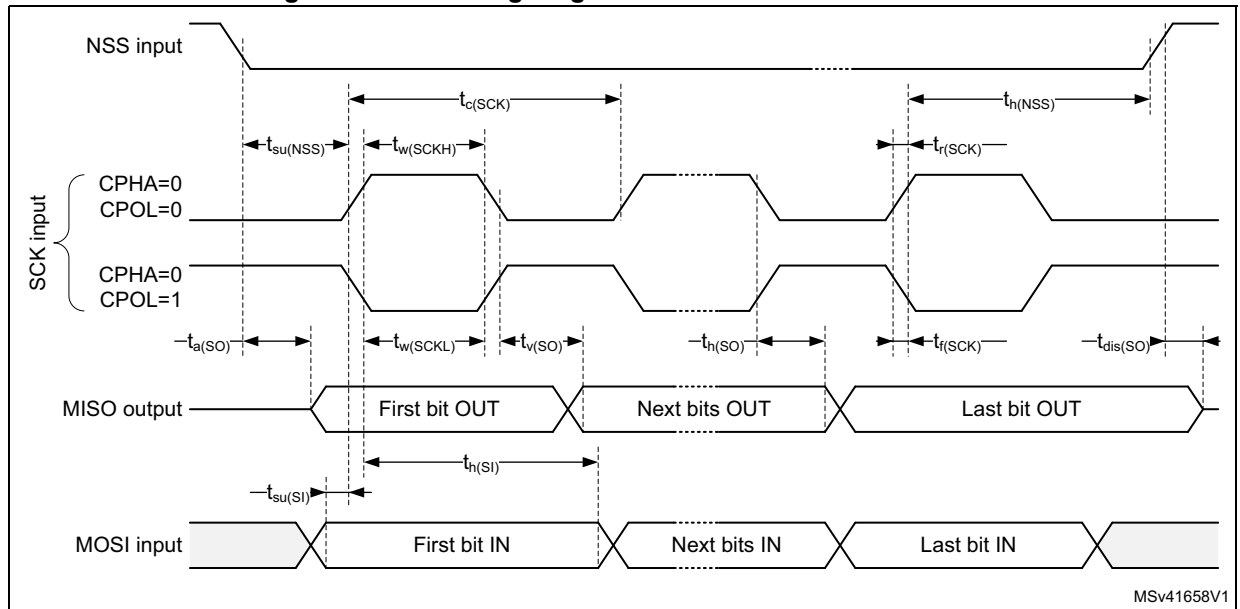 NSS input
tc(SCK)
th(NSS)
tsu(NSS)
tw(SCKH)
tr(SCK)
SCK input
CPHA=0
CPOL=0
CPHA=0
CPOL=1
ta(SO)
tw(SCKL)
tv(SO)
th(SO)
tf(SCK)
tdis(SO)
MISO output
First bit OUT
Next bits OUT
Last bit OUT
th(SI)
tsu(SI)
MOSI input
First bit IN
Next bits IN
Last bit IN
MSv41658V1